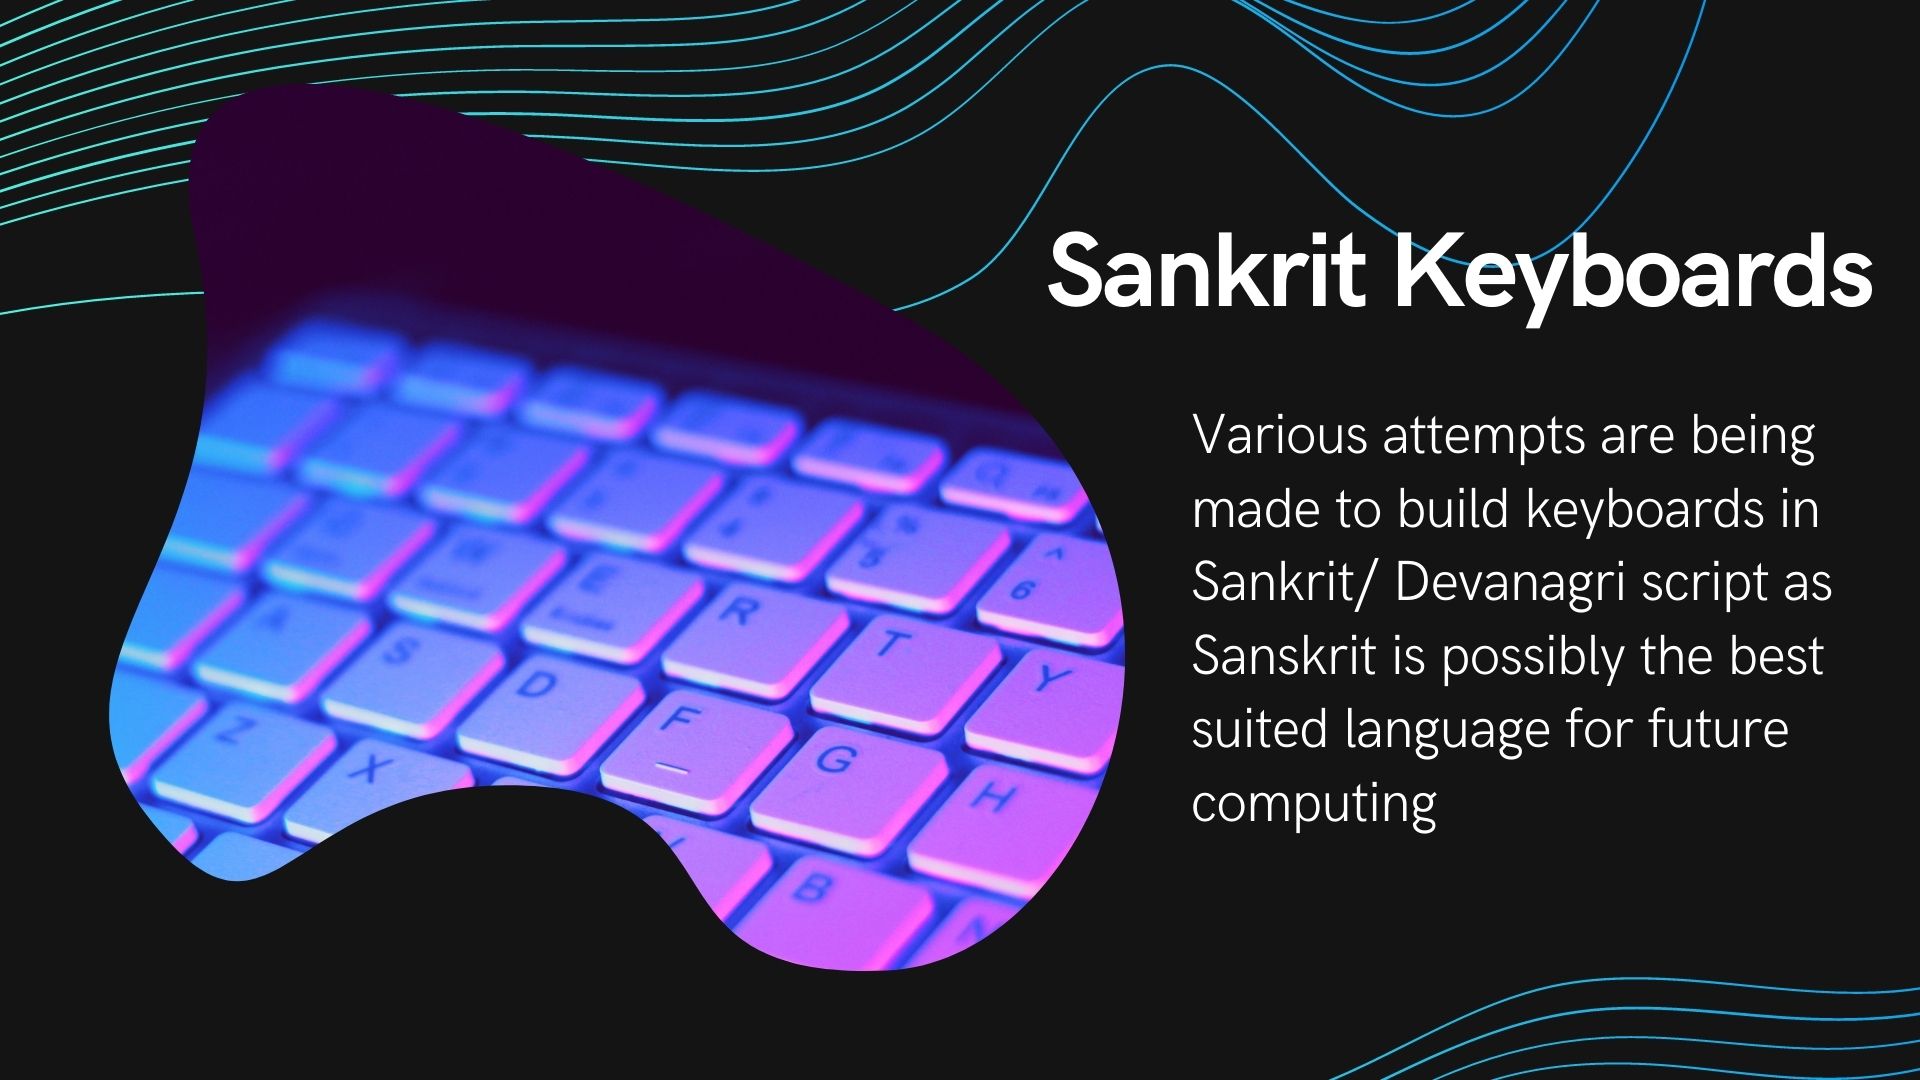 Sankrit Keyboards
Various attempts are being
made to build keyboards in
Sankrit/ Devanagri script as
Sanskrit is possibly the best
suited language for future
computing
6
E R T Y
A S D F G H
Z X B